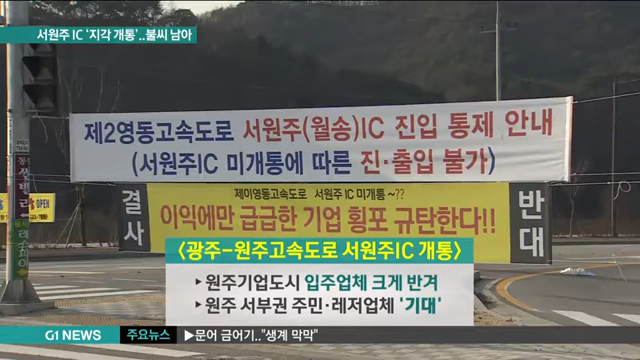 서원주 IC '지각 개통'..불씨 남아
제2영동고속도로 서원주(월송)IC 진입 통제 안내
(서원주IC 미개통에 따른 진·출입 불가)
OPEN
제이영동고속도로 서원주 IC 미개통 ~??
결사
이익에만 급급한 기업 횡포 규탄한다!!
반대
<광주-원주고속도로 서원주IC 개통>
▶원주기업도시 입주업체 크게 반겨
▶원주 서부권 주민·레저업체 '기대'
G1 NEWS 주요뉴스 ▶문어 금어기.."생계 막막"